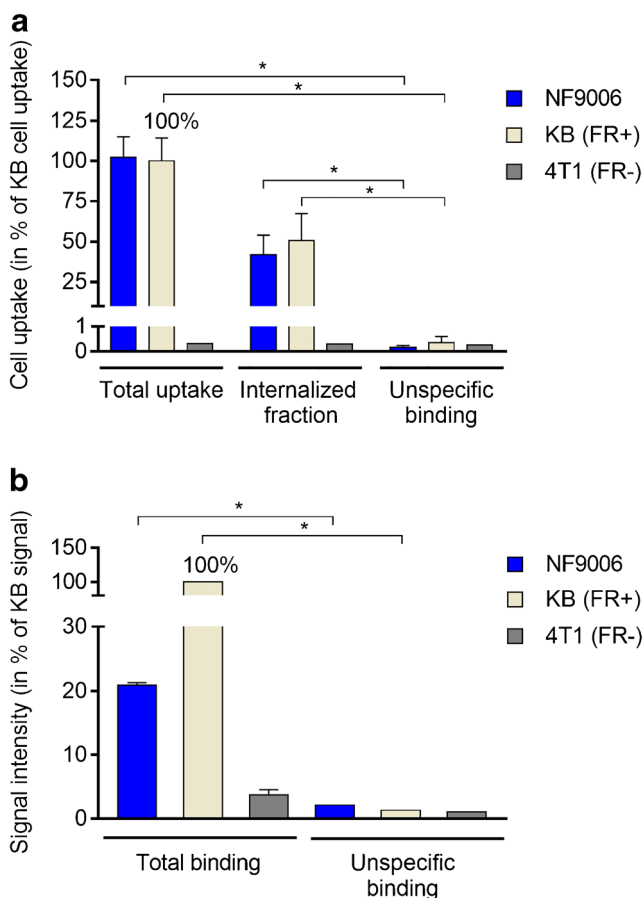 a
Cell uptake (in % of KB cell uptake)
150
125
100
75
50
25
1
0
*
*
100%
*
*
NF9006
KB (FR+)
4T1 (FR-)
Total uptake
Internalized
fraction
Unspecific
binding
b
Signal intensity (in % of KB signal)
150
100
30
20
10
0
*
*
100%
NF9006
KB (FR+)
4T1 (FR-)
Total binding
Unspecific
binding